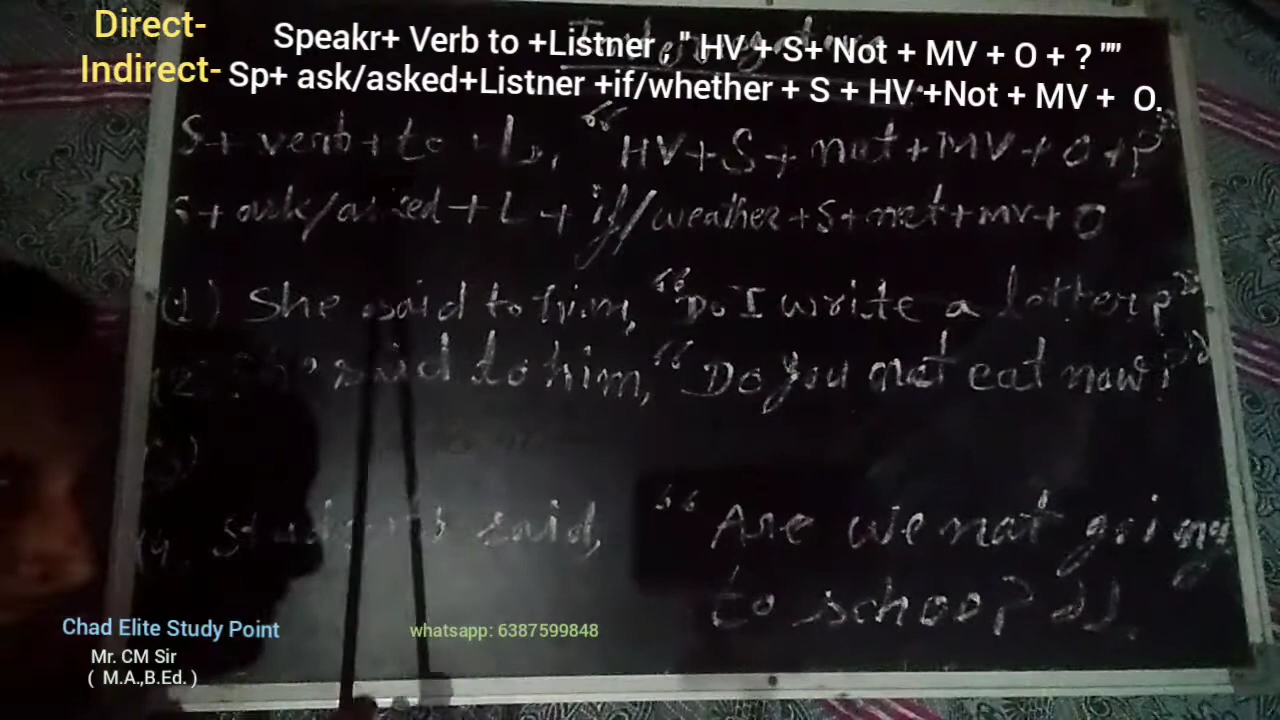 Direct-
Speakr+ Verb to +Listner , " HV + S+ Not + MV + O + ? """
Indirect-
Sp+ ask/asked+Listner +if/whether + S + HV +Not + MV + O.
S+ verb+to +L, " HV+S+ not+MV+O+? "
S+ ask/asked+L+ if/weather+S+not+mv+O
(1) She said to him, "Do I write a letter?"
said to him, "Do you not eat now?"
(3)
4. Students said, "Are we not going
to school? ".
Chad Elite Study Point
whatsapp: 6387599848
Mr. CM Sir
( M.A.,B.Ed. )